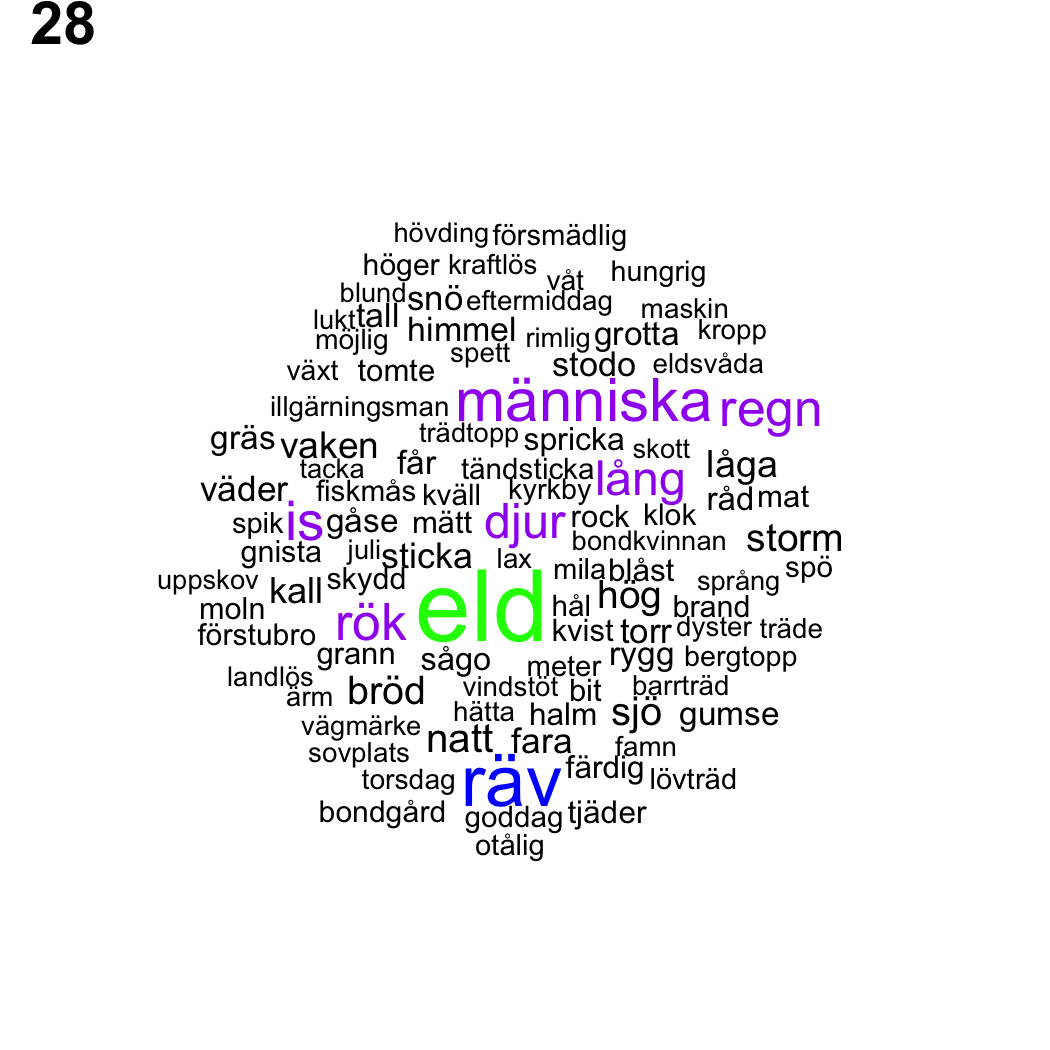 28
hövding försmädlig
höger kraftlös våt hungrig
blund snö eftermiddag maskin
lukt tall himmel rimlig grotta kropp
möjlig spett stodo eldsvåda
växt tomte
illgärningsman människa regn
gräs vaken trädtopp spricka skott
tacka får tändsticka lång låga
väder fiskmås kväll kyrkby råd mat
spik is gåse mätt djur rock klok
gnista juli sticka lax bondkvinnan storm
uppskov kall skydd mila blåst språng spö
moln rök eld hål hög brand
förstubro kvist torr dyster träde
grann sågo meter rygg bergtopp
landlös ärm bröd vindstöt bit barrträd
vägmärke hätta halm sjö gumse
sovplats natt fara famn
torsdag räv färdig lövträd
bondgård goddag tjäder
otålig